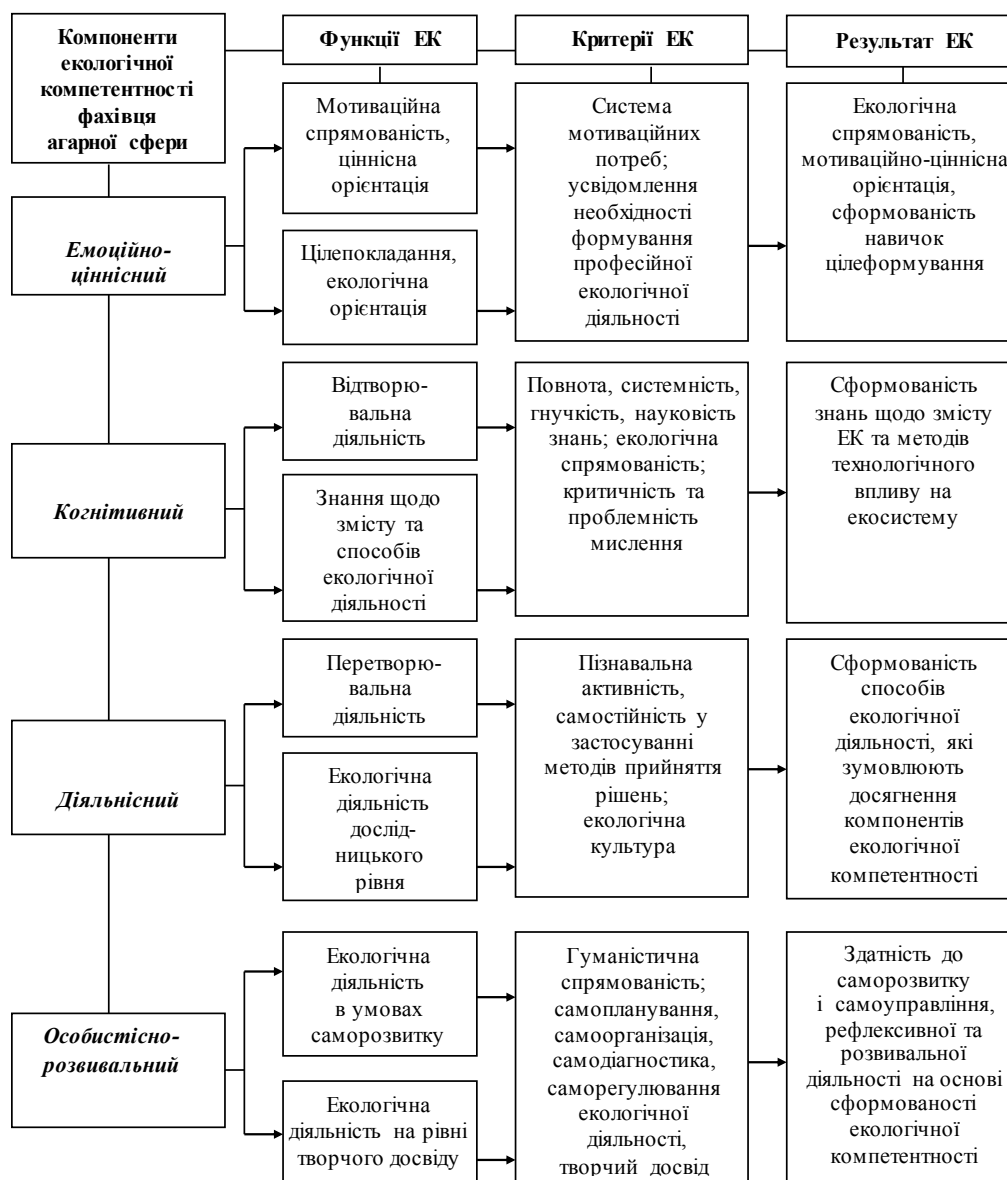 Компоненти
екологічної
компетентності
фахівця
агарної сфери
Функції ЕК
Критерії ЕК
Результат ЕК
Емоційно-
ціннісний
Мотиваційна
спрямованість,
ціннісна
орієнтація
Цілепокладання,
екологічна
орієнтація
Система
мотиваційних
потреб;
усвідомлення
необхідності
формування
професійної
екологічної
діяльності
Екологічна
спрямованість,
мотиваційно-ціннісна
орієнтація,
сформованість
навичок
цілеформування
Когнітивний
Відтворю-
вальна
діяльність
Знання щодо
змісту та
способів
екологічної
діяльності
Повнота, системність,
гнучкість, науковість
знань; екологічна
спрямованість;
критичність та
проблемність
мислення
Сформованість
знань щодо змісту
ЕК та методів
технологічного
впливу на
екосистему
Діяльнісний
Перетворю-
вальна
діяльність
Екологічна
діяльність
дослід-
ницького
рівня
Пізнавальна
активність,
самостійність у
застосуванні
методів прийняття
рішень;
екологічна
культура
Сформованість
способів
екологічної
діяльності, які
зумовлюють
досягнення
компонентів
екологічної
компетентності
Особистісно-
розвивальний
Екологічна
діяльність
в умовах
саморозвитку
Екологічна
діяльність на рівні
творчого досвіду
Гуманістична
спрямованість;
самопланування,
самоорганізація,
самодіагностика,
саморегулювання
екологічної
діяльності,
творчий досвід
Здатність до
саморозвитку
і самоуправління,
рефлексивної та
розвивальної
діяльності на основі
сформованості
екологічної
компетентності